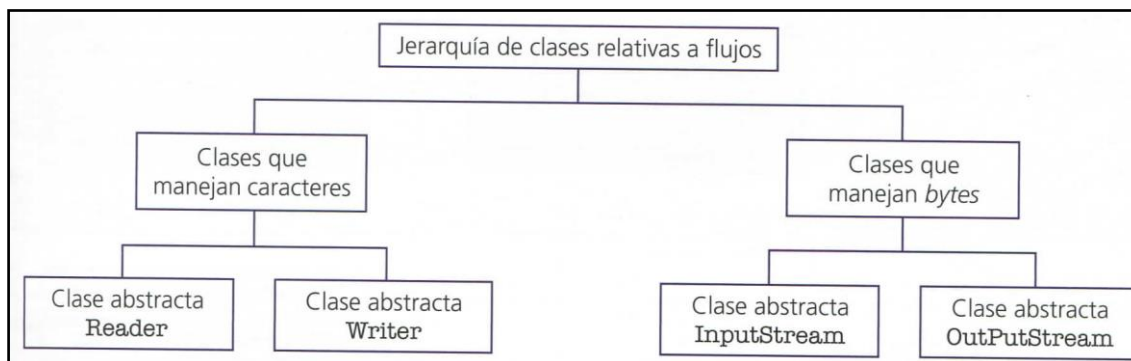 Jerarquía de clases relativas a flujos
Clases que
manejan caracteres
Clases que
manejan bytes
Clase abstracta
Reader
Clase abstracta
Writer
Clase abstracta
InputStream
Clase abstracta
OutPutStream